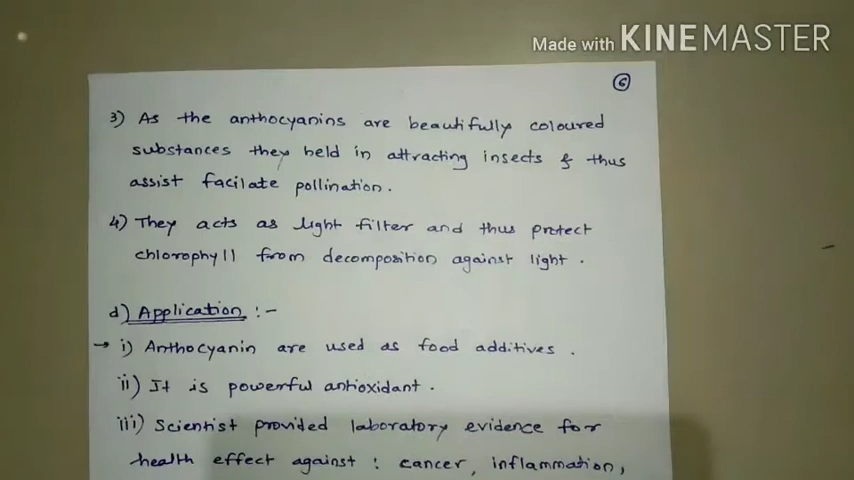 Made with KINEMASTER
6
3) As the anthocyanins are beautifully coloured
substances they held in attracting insects & thus
assist facilate pollination.
4) They acts as light filter and thus protect
chlorophyll from decomposition against light.
d) Application :-
→ i) Anthocyanin are used as food additives.
ii) It is powerful antioxidant.
iii) Scientist provided laboratory evidence for
health effect against : cancer, inflammation,